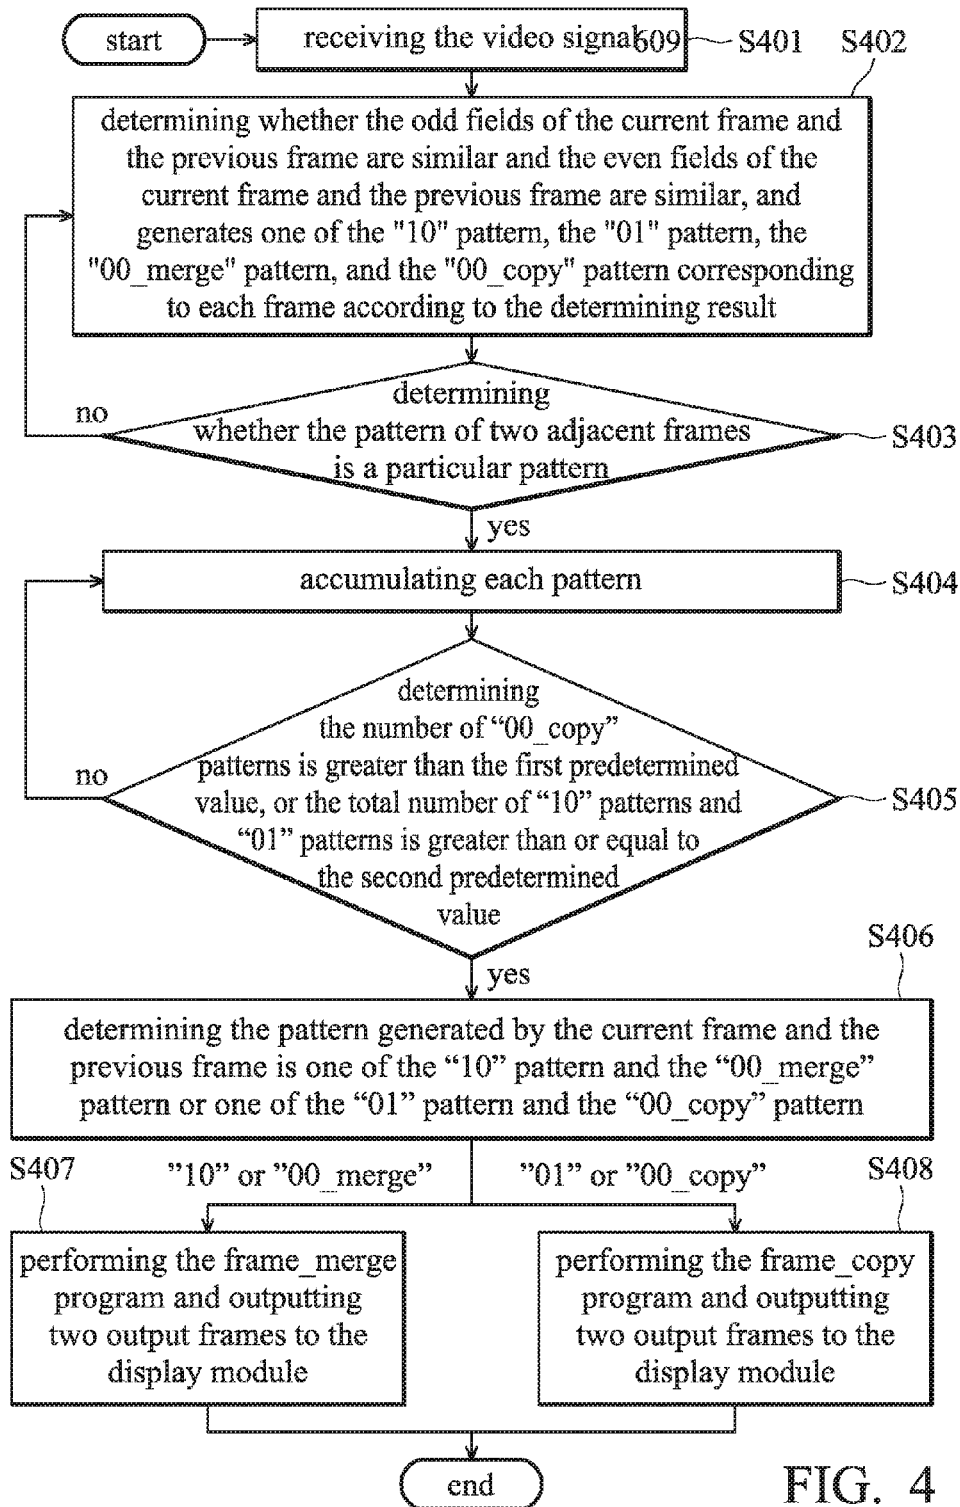 start
receiving the video signal 609
S401
S402
determining whether the odd fields of the current frame and
the previous frame are similar and the even fields of the
current frame and the previous frame are similar, and
generates one of the "10" pattern, the "01" pattern, the
"00_merge" pattern, and the "00_copy" pattern corresponding
to each frame according to the determining result
no
determining
whether the pattern of two adjacent frames
is a particular pattern
S403
yes
accumulating each pattern
S404
determining
the number of “00_copy”
patterns is greater than the first predetermined
value, or the total number of “10” patterns and
“01” patterns is greater than or equal to
the second predetermined
value
no
S405
yes
S406
determining the pattern generated by the current frame and the
previous frame is one of the “10” pattern and the “00_merge”
pattern or one of the “01” pattern and the “00_copy” pattern
S407
”10” or ”00_merge”
”01” or ”00_copy”
S408
performing the frame_merge
program and outputting
two output frames to the
display module
performing the frame_copy
program and outputting
two output frames to the
display module
end
FIG. 4